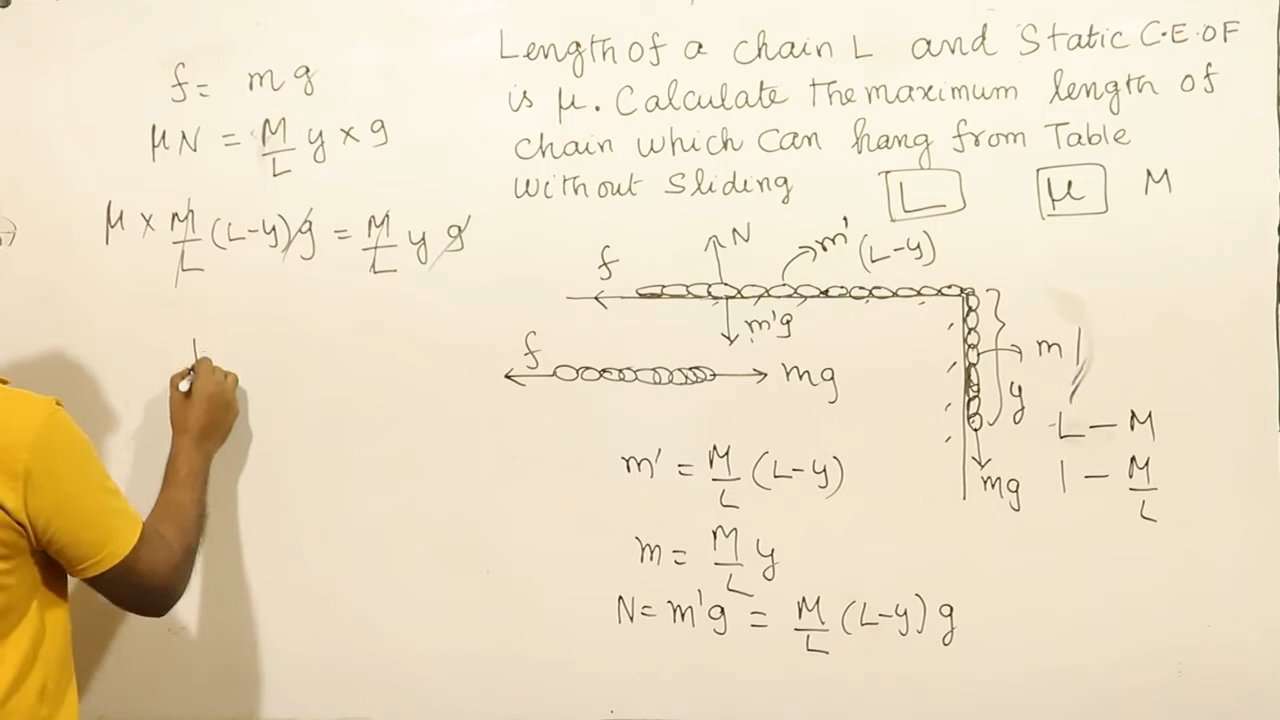 Length of a chain L and Static C.E.OF
is μ. Calculate the maximum length of
chain which can hang from Table
without Sliding L μ M
f = mg
μN = M/L y × g
μ × M/L (L-y) g = M/L y g
N
m' (L-y)
f
m'g
f
mg
m
y
mg
L — M
1 — M/L
m' = M/L (L-y)
m = M/L y
N = m'g = M/L (L-y) g